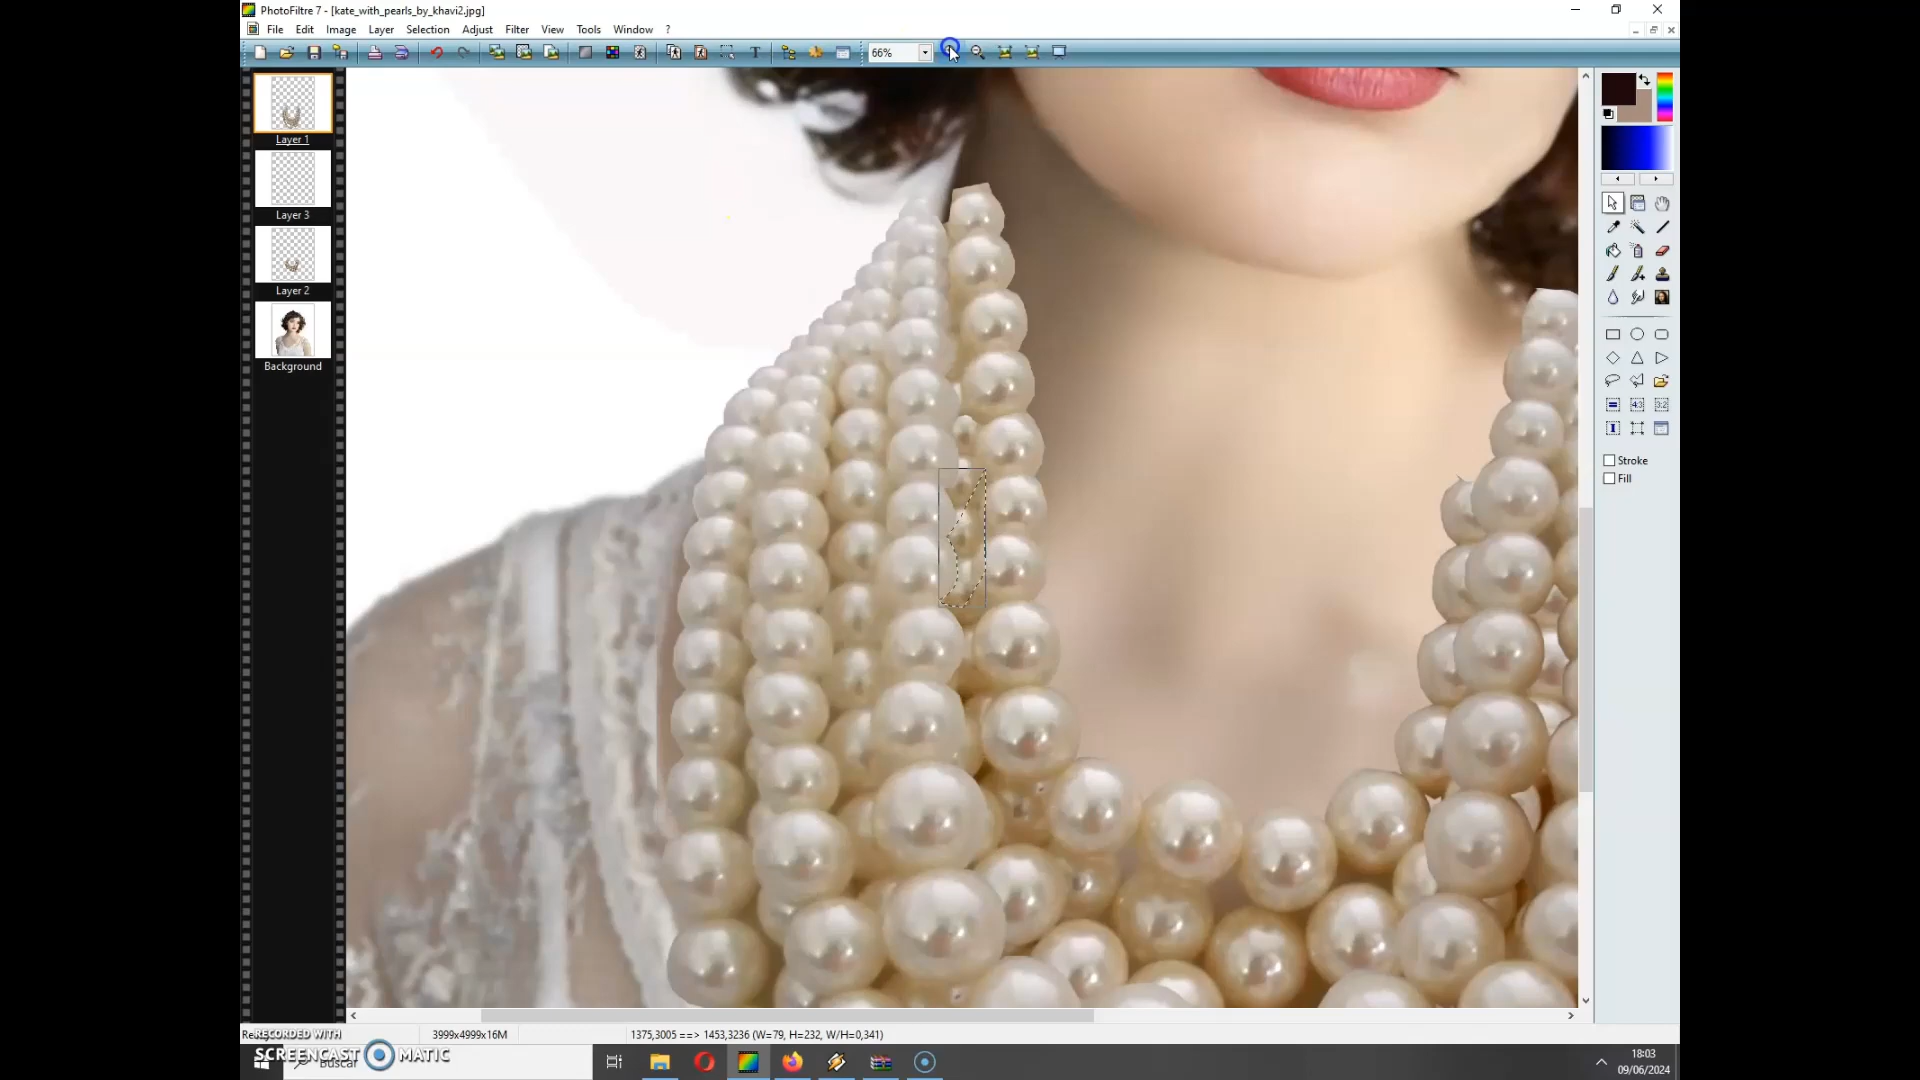 PhotoFiltre 7 - [kate_with_pearls_by_khavi2.jpg]
File Edit Image Layer Selection Adjust Filter View Tools Window ?
66%
Layer 1
Layer 3
Layer 2
Background
Stroke
Fill
3999x4999x16M
1375,3005 ==> 1453,3236 (W=79, H=232, W/H=0,341)
RECORDED WITH
SCREENCAST MATIC
Buscar
18:03
09/06/2024